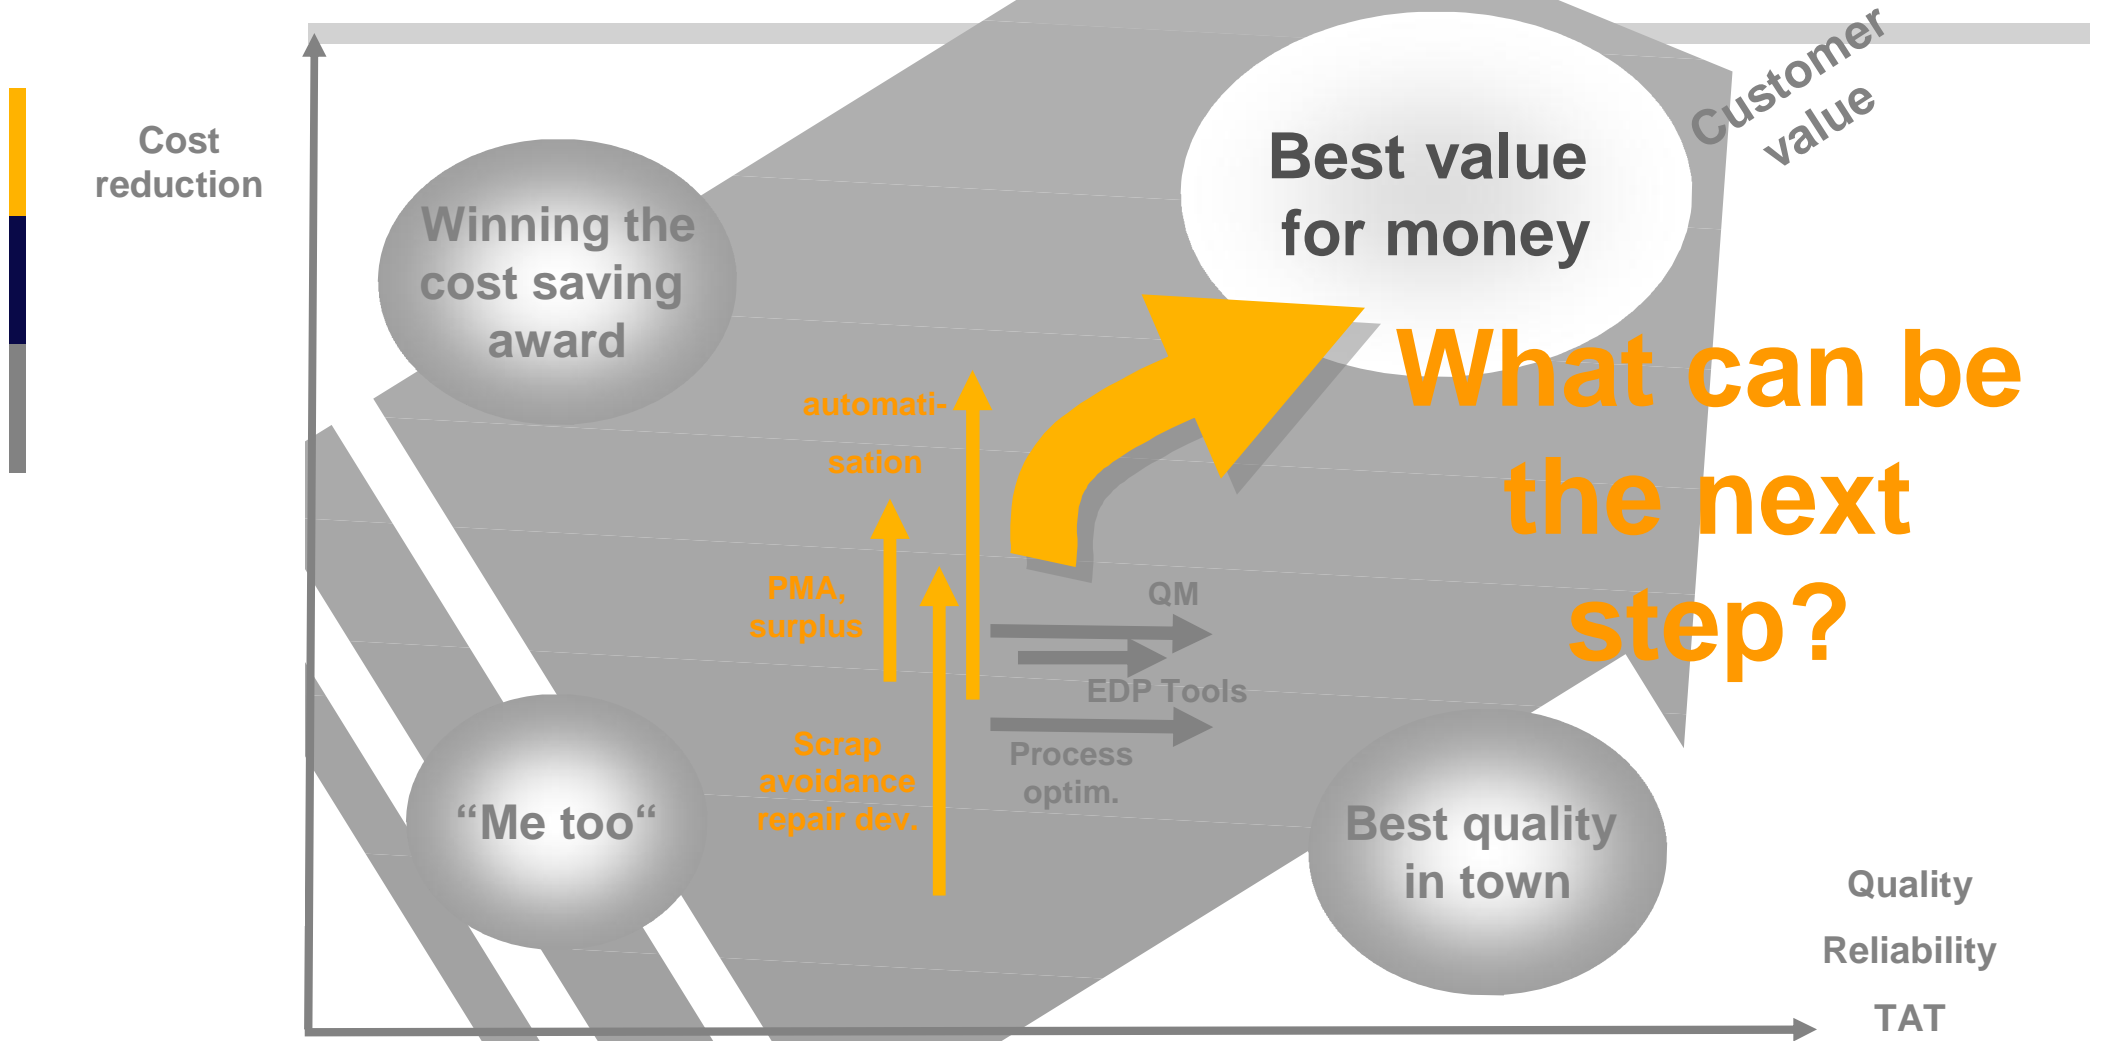 Customer
value
Cost
reduction
Best value
for money
Winning the
cost saving
award
What can be
the next
step?
automati-
sation
PMA,
surplus
QM
EDP Tools
Scrap
avoidance
repair dev.
Process
optim.
“Me too“
Best quality
in town
Quality
Reliability
TAT